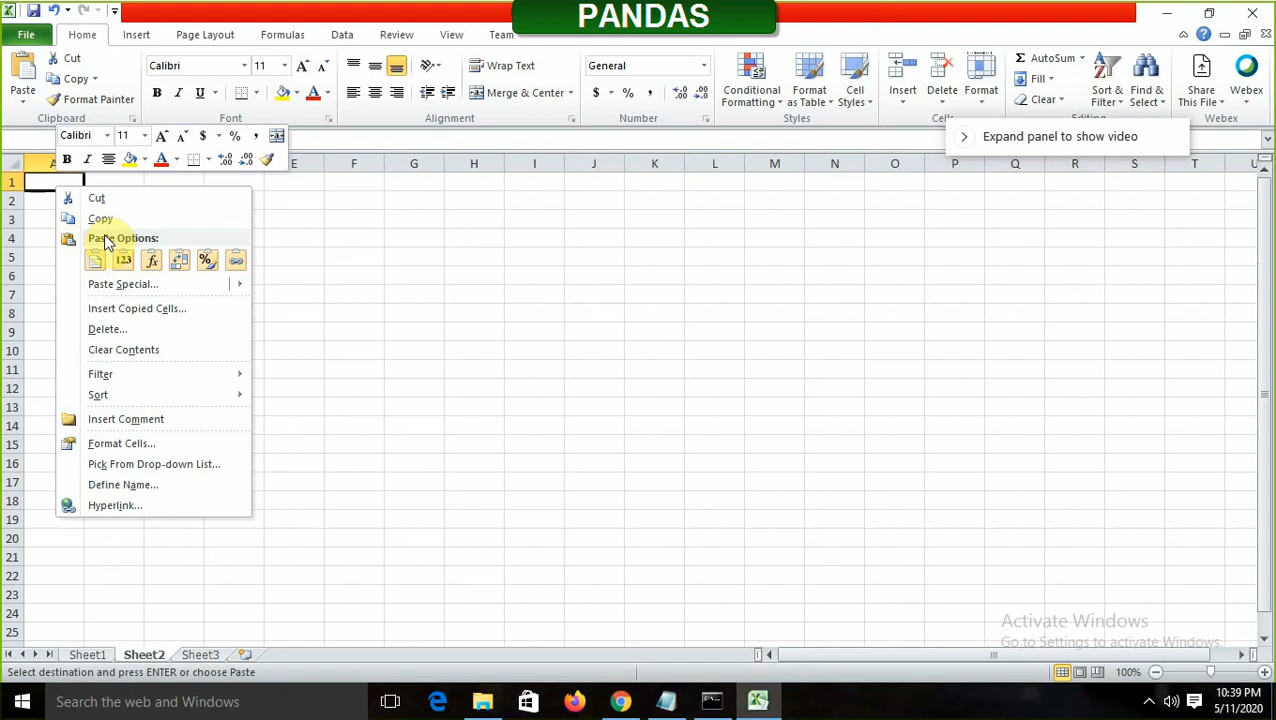 PANDAS
File Home Insert Page Layout Formulas Data Review View Team
Paste
Cut
Copy
Format Painter
Clipboard
Calibri 11
B I U A
Font
Wrap Text
Merge & Center
Alignment
General
$ % ,
Number
Conditional Formatting
Format as Table
Cell Styles
Styles
Insert Delete Format
Cells
AutoSum
Fill
Clear
Sort & Filter
Find & Select
Editing
Share This File
Webex
Webex
Expand panel to show video
Calibri 11 A A $ % ,
B I A
A E F G H I J K L M N O P Q R S T U
1
2
3
4
5
6
7
8
9
10
11
12
13
14
15
16
17
18
19
20
21
22
23
24
25
Cut
Copy
Paste Options:
123 fx %
Paste Special...
Insert Copied Cells...
Delete...
Clear Contents
Filter
Sort
Insert Comment
Format Cells...
Pick From Drop-down List...
Define Name...
Hyperlink...
Activate Windows
Go to Settings to activate Windows.
Sheet1 Sheet2 Sheet3
Select destination and press ENTER or choose Paste
100%
Search the web and Windows
10:39 PM
5/11/2020